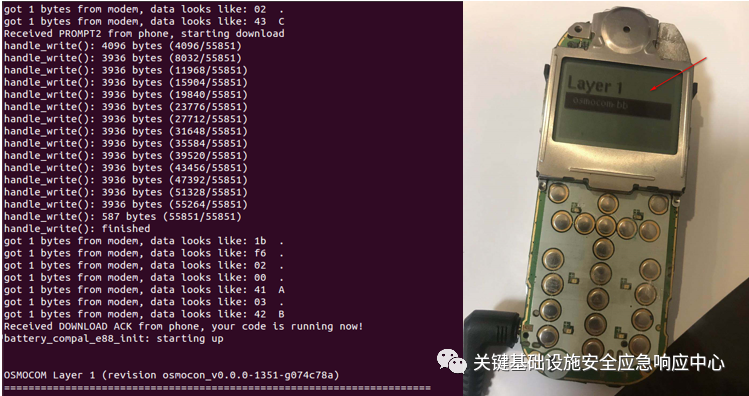 got 1 bytes from modem, data looks like: 02  .
got 1 bytes from modem, data looks like: 43  C
Received PROMPT2 from phone, starting download
handle_write(): 4096 bytes (4096/55851)
handle_write(): 3936 bytes (8032/55851)
handle_write(): 3936 bytes (11968/55851)
handle_write(): 3936 bytes (15904/55851)
handle_write(): 3936 bytes (19840/55851)
handle_write(): 3936 bytes (23776/55851)
handle_write(): 3936 bytes (27712/55851)
handle_write(): 3936 bytes (31648/55851)
handle_write(): 3936 bytes (35584/55851)
handle_write(): 3936 bytes (39520/55851)
handle_write(): 3936 bytes (43456/55851)
handle_write(): 3936 bytes (47392/55851)
handle_write(): 3936 bytes (51328/55851)
handle_write(): 3936 bytes (55264/55851)
handle_write(): 587 bytes (55851/55851)
handle_write(): finished
got 1 bytes from modem, data looks like: 1b  .
got 1 bytes from modem, data looks like: f6  .
got 1 bytes from modem, data looks like: 02  .
got 1 bytes from modem, data looks like: 00  .
got 1 bytes from modem, data looks like: 41  A
got 1 bytes from modem, data looks like: 03  .
got 1 bytes from modem, data looks like: 42  B
Received DOWNLOAD ACK from phone, your code is running now!
battery_compal_e88_init: starting up
OSMOCOM Layer 1 (revision osmocon_v0.0.0-1351-g074c78a)
======================================================================
Layer 1
osmocom-bb
关键基础设施安全应急响应中心